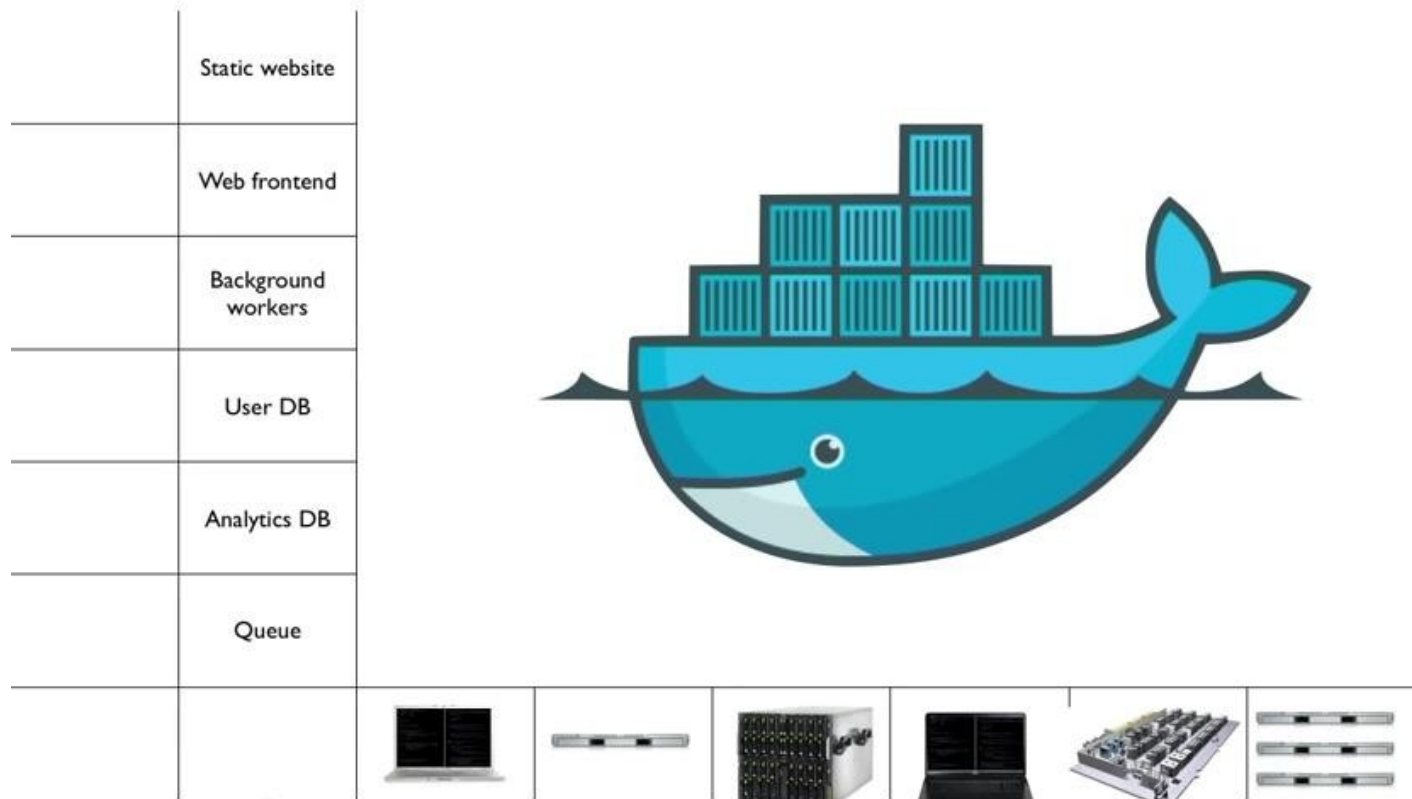 Static website
Web frontend
Background
workers
User DB
Analytics DB
Queue